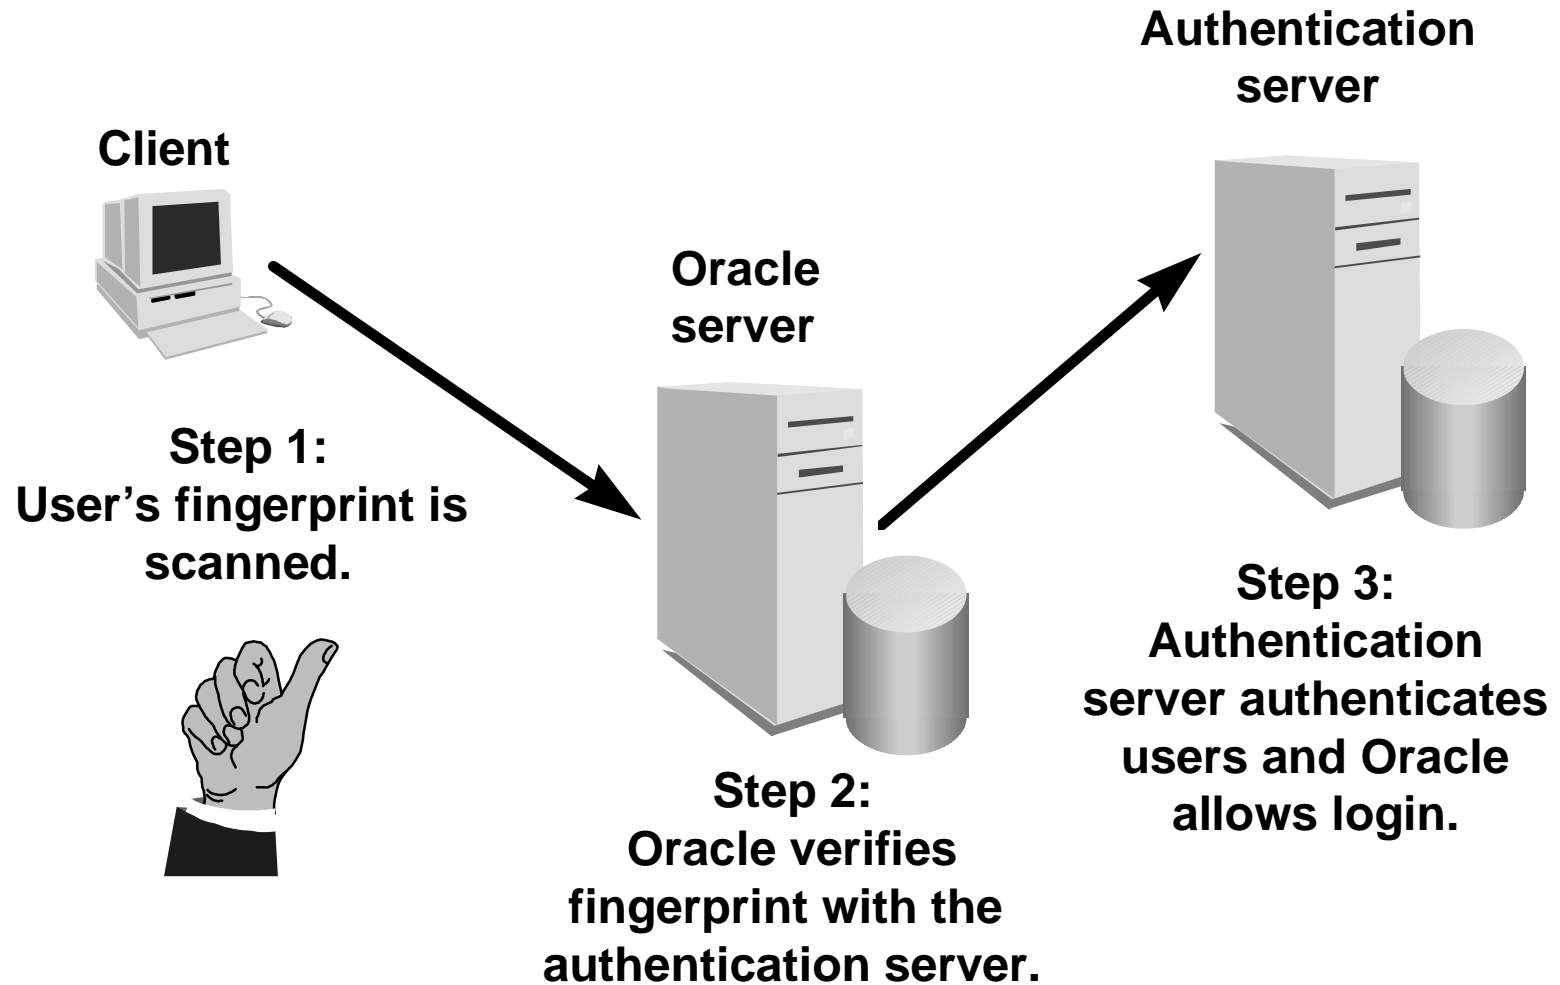 Client
Step 1:
User’s fingerprint is
scanned.
Oracle
server
Step 2:
Oracle verifies
fingerprint with the
authentication server.
Authentication
server
Step 3:
Authentication
server authenticates
users and Oracle
allows login.